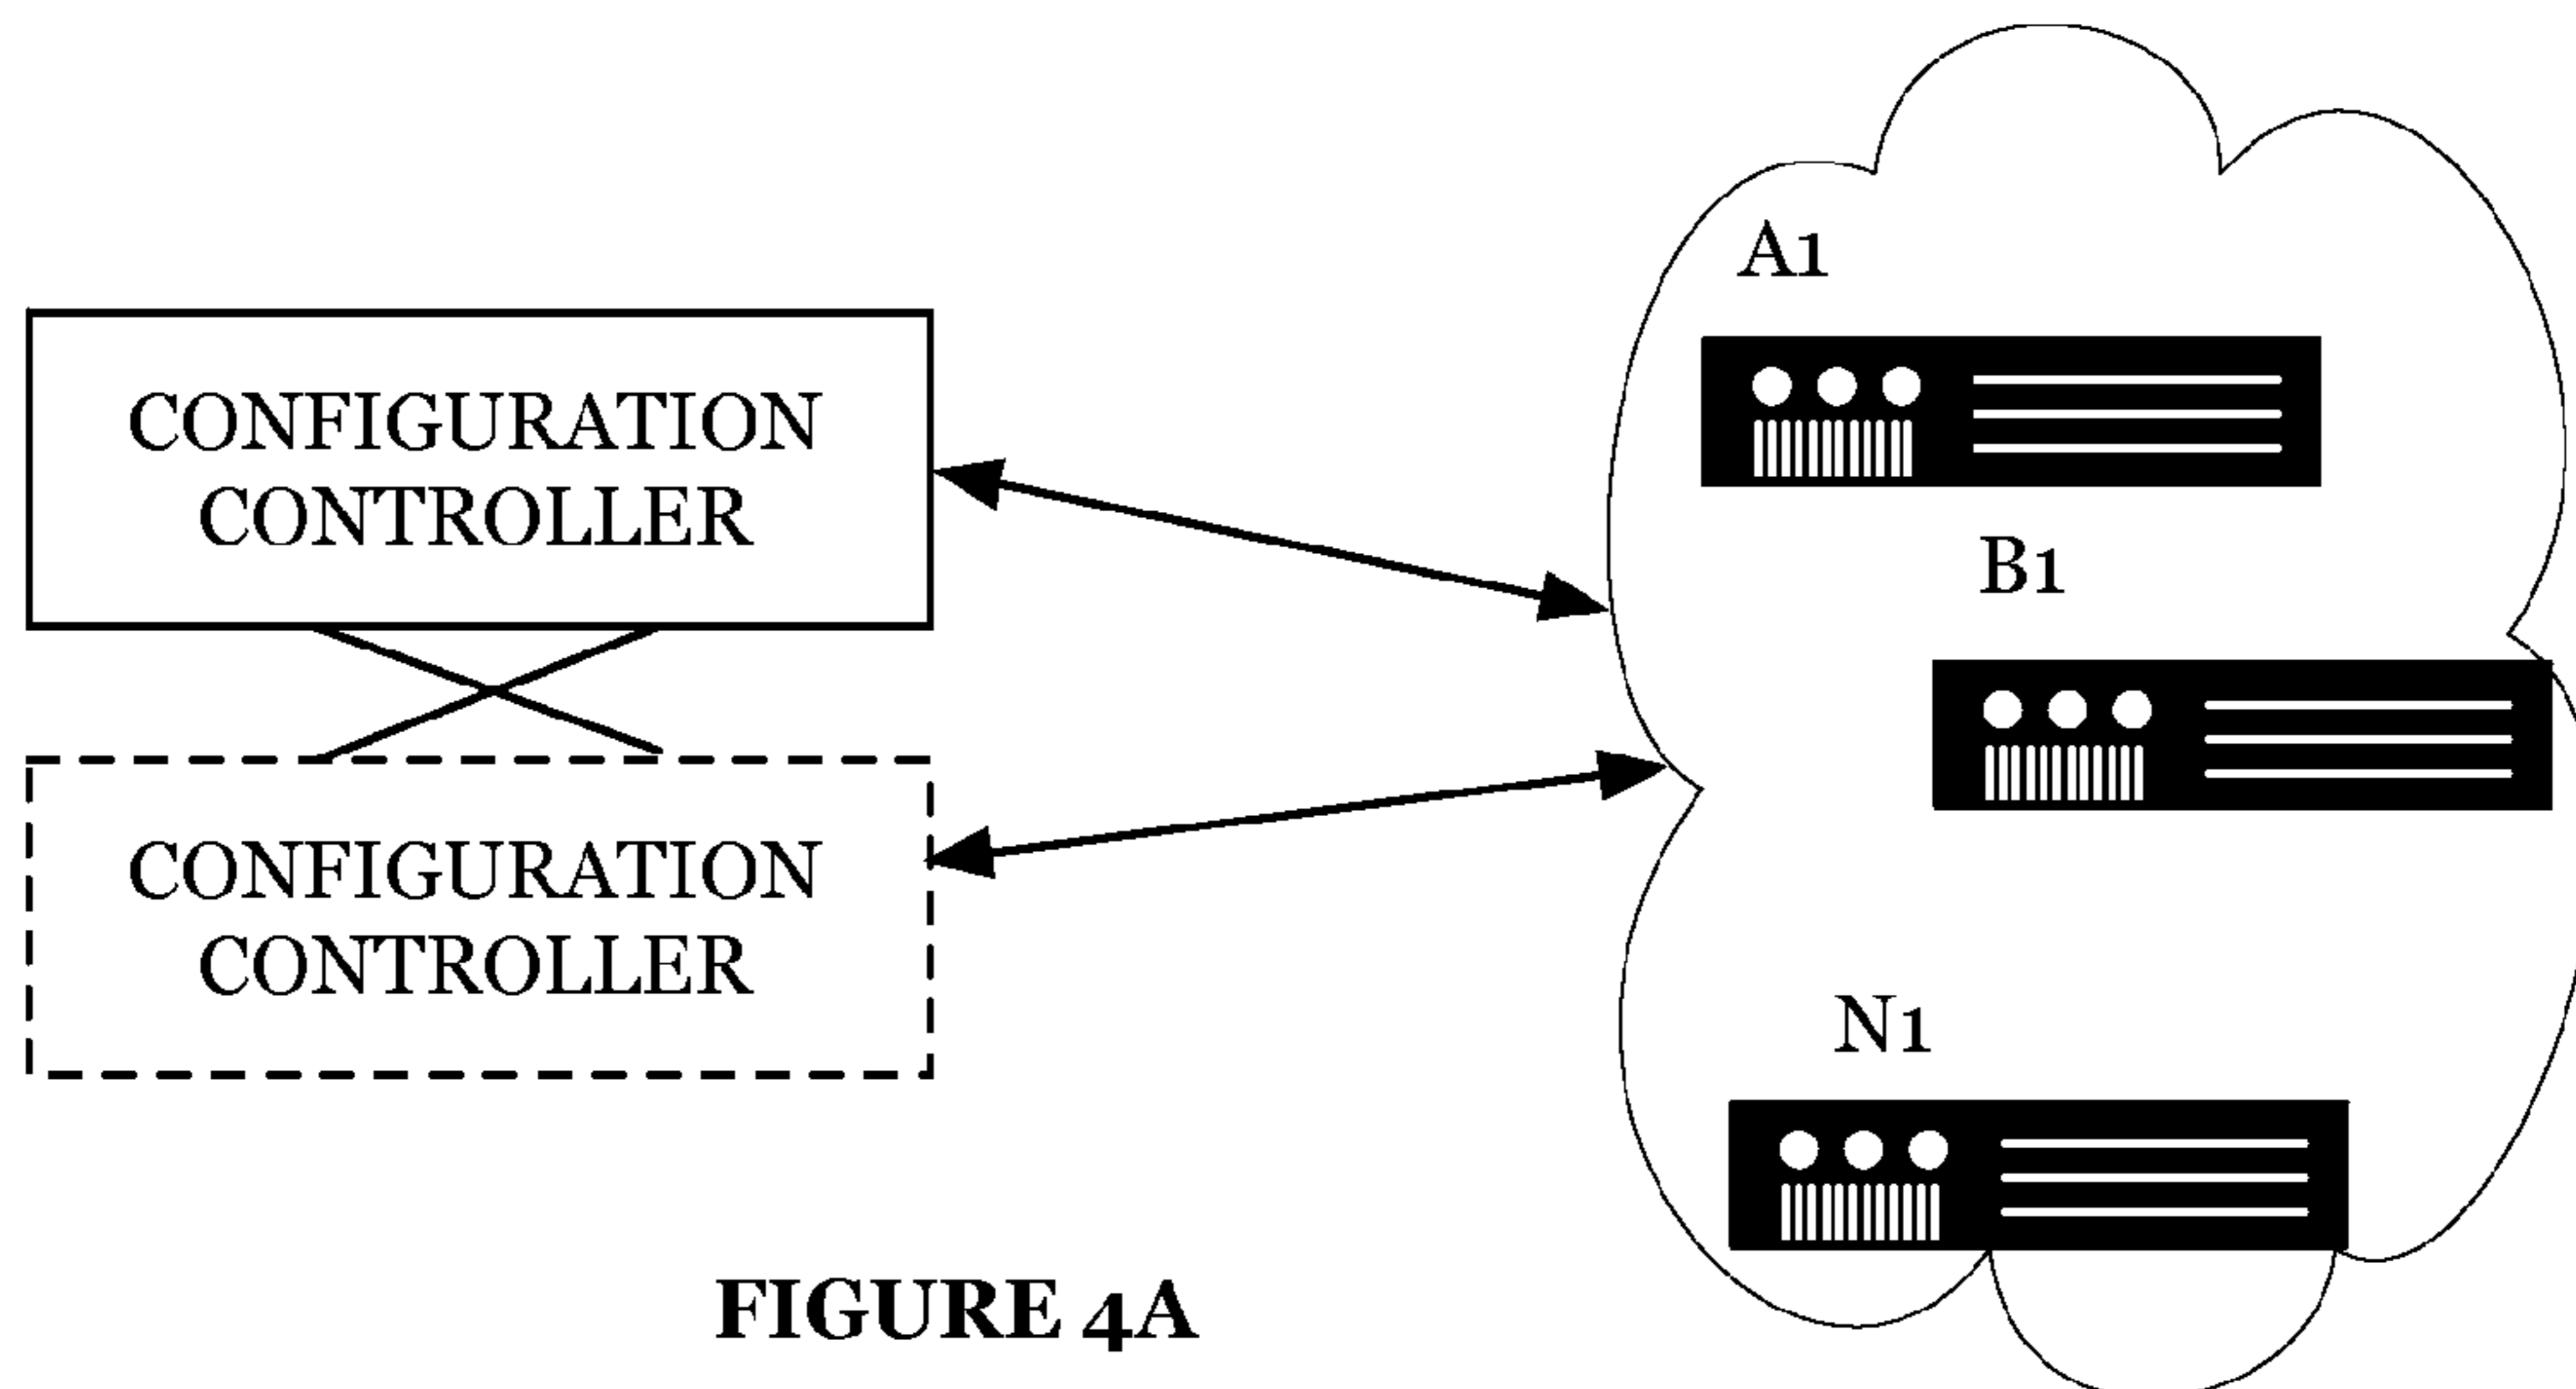 CONFIGURATION
CONTROLLER
CONFIGURATION
CONTROLLER
A1
B1
N1
FIGURE 4A